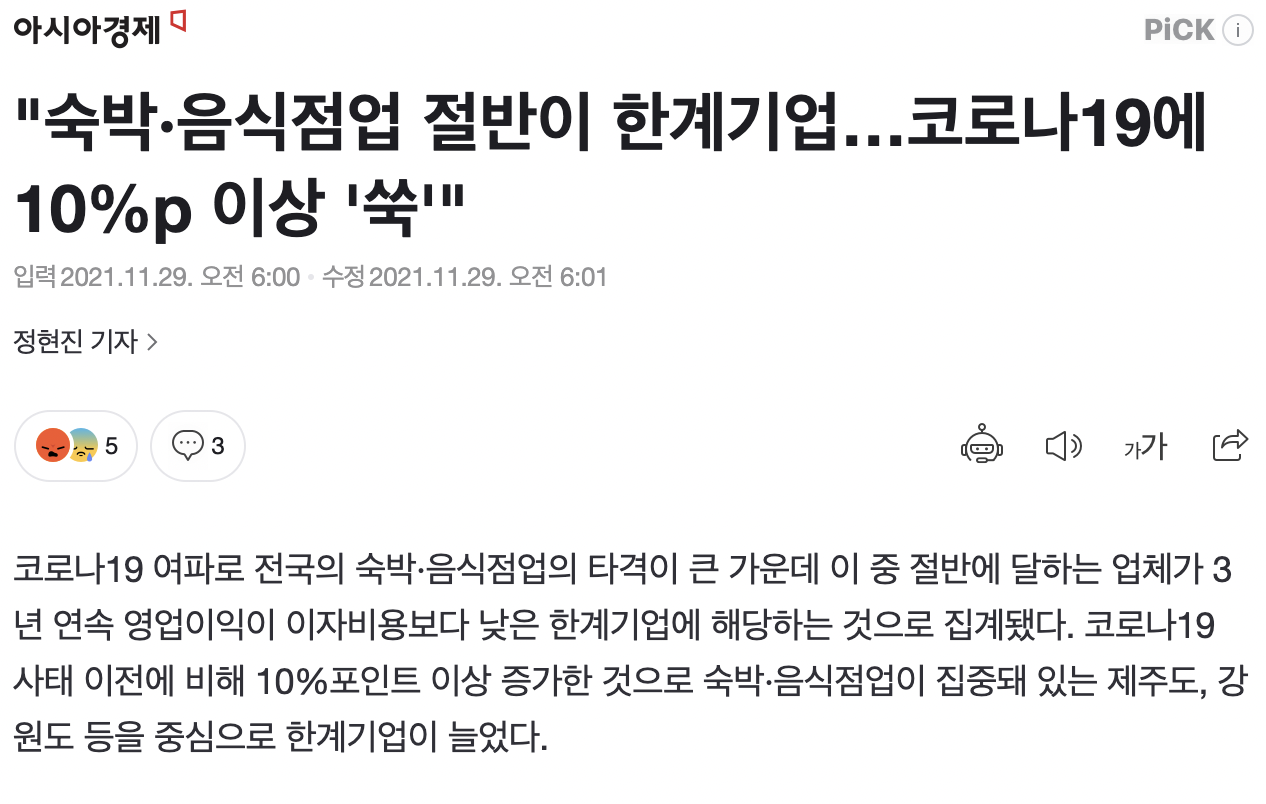 아시아경제
PiCK i
"숙박·음식점업 절반이 한계기업…코로나19에
10%p 이상 '쑥'"
입력 2021.11.29. 오전 6:00 · 수정 2021.11.29. 오전 6:01
정현진 기자 >
5 3
가가
코로나19 여파로 전국의 숙박·음식점업의 타격이 큰 가운데 이 중 절반에 달하는 업체가 3
년 연속 영업이익이 이자비용보다 낮은 한계기업에 해당하는 것으로 집계됐다. 코로나19
사태 이전에 비해 10%포인트 이상 증가한 것으로 숙박·음식점업이 집중돼 있는 제주도, 강
원도 등을 중심으로 한계기업이 늘었다.